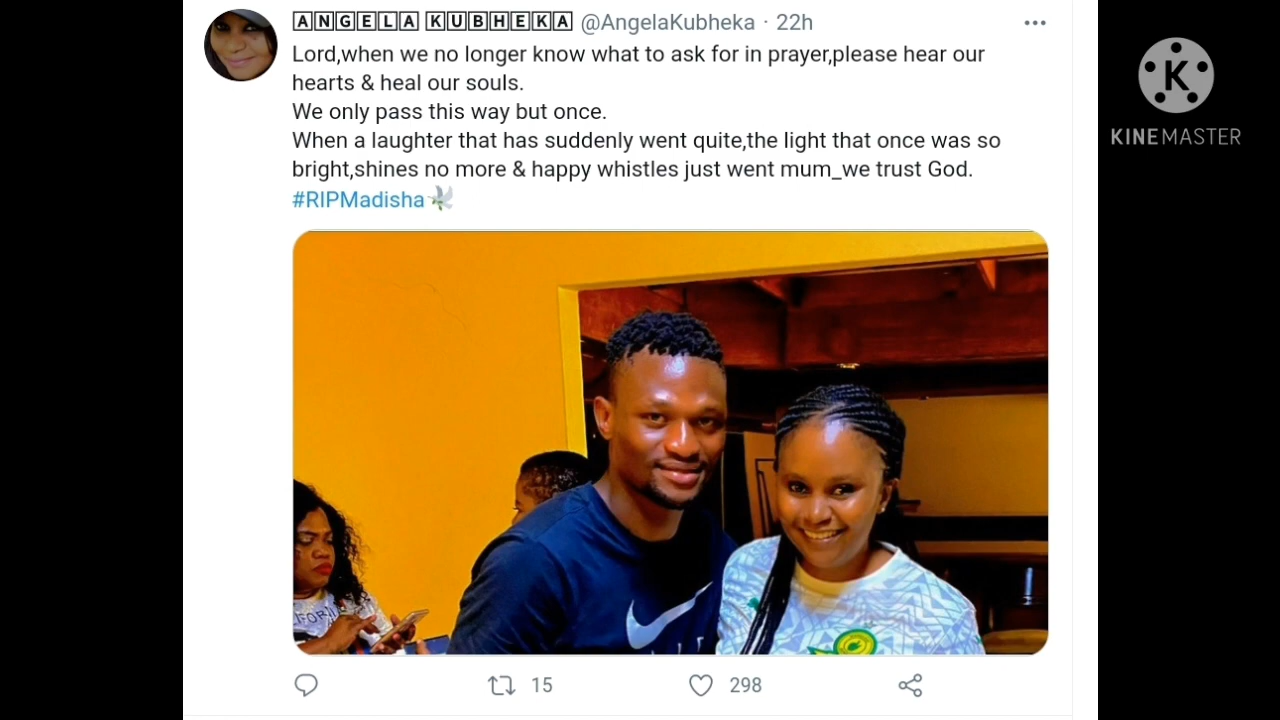 ANGELA KUBHEKA @AngelaKubheka · 22h
Lord,when we no longer know what to ask for in prayer,please hear our
hearts & heal our souls.
We only pass this way but once.
When a laughter that has suddenly went quite,the light that once was so
bright,shines no more & happy whistles just went mum_we trust God.
#RIPMadisha🕊
15
298
K
KINEMASTER